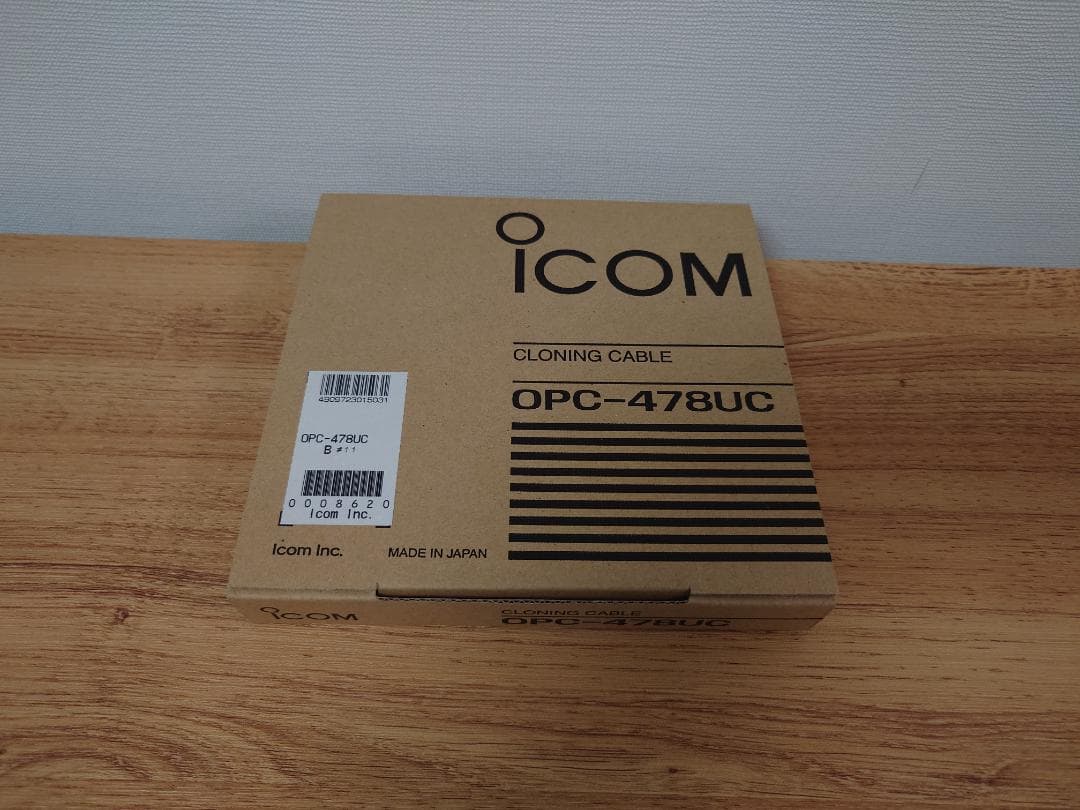 ICOM
CLONING CABLE
OPC-478UC
4909723015031
OPC-478UC
B #11
0008620
Icom Inc.
Icom Inc.
MADE IN JAPAN
ICOM
CLONING CABLE
OPC-478UC